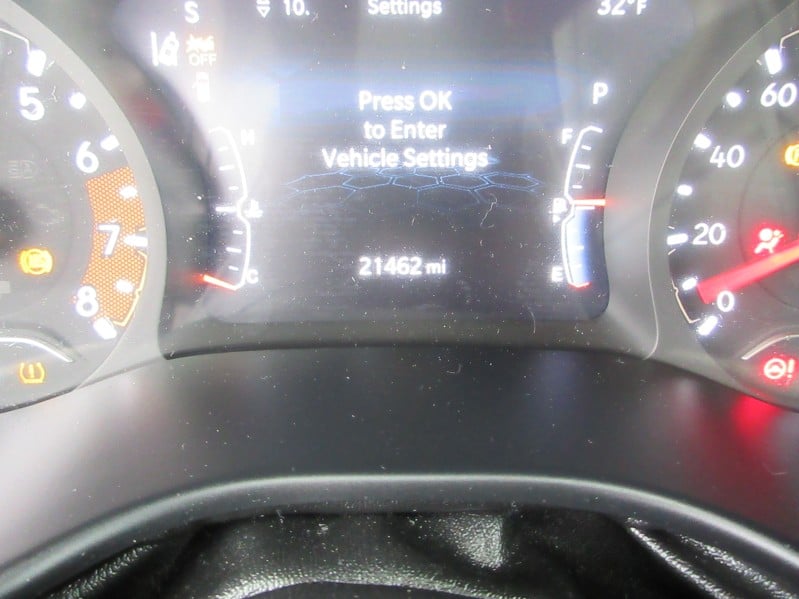 S
10.
Settings
32°F
OFF
Press OK
P
to Enter
Vehicle Settings
H
F
C
E
21462 mi
5
6
7
8
60
40
20
0